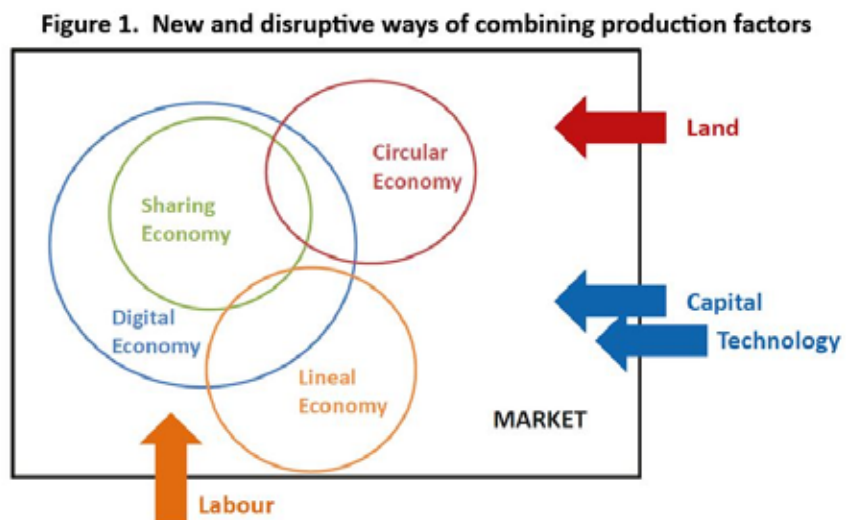 Figure 1.  New and disruptive ways of combining production factors
Circular
Economy
Land
Sharing
Economy
Capital
Technology
Digital
Economy
Lineal
Economy
MARKET
Labour